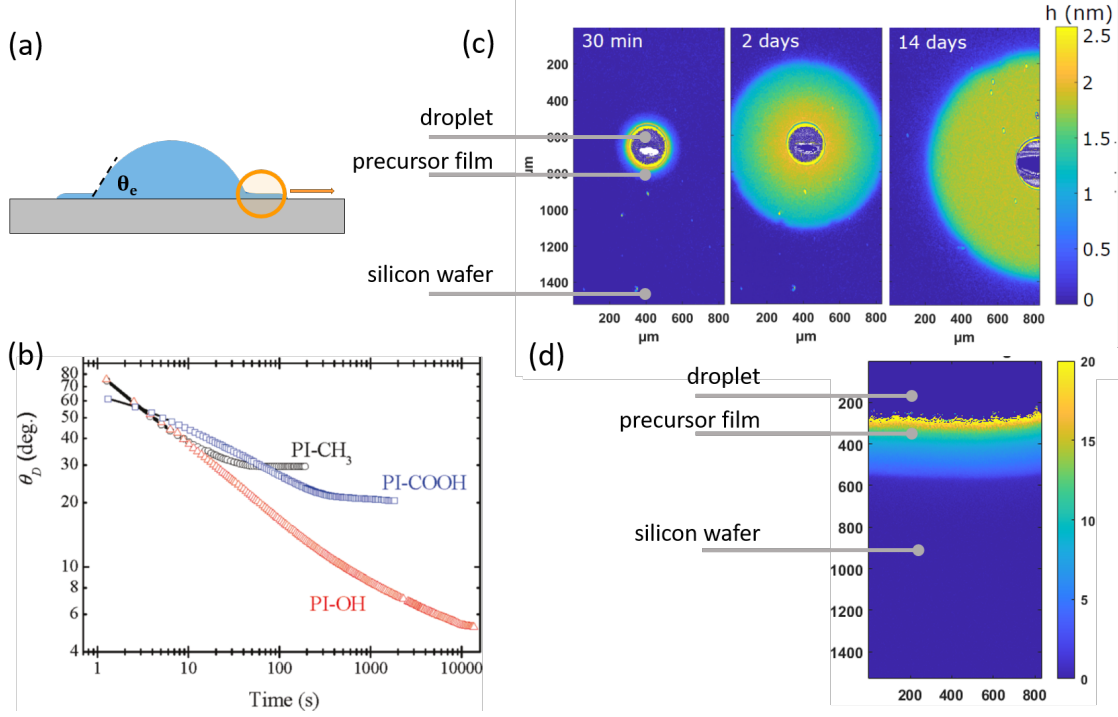 (a)
θe
(b)
80
70
60
50
40
30
20
10
8
6
4
θD (deg.)
PI-CH3
PI-COOH
PI-OH
1 10 100 1000 10000
Time (s)
(c)
h (nm)
30 min 2 days 14 days
droplet
precursor film
silicon wafer
200
400
800
1000
1200
1400
µm
200 400 600 800
µm
200 400 600 800
µm
200 400 600 800
µm
2.5
2
1.5
1
0.5
0
(d)
droplet
precursor film
silicon wafer
200
400
600
800
1000
1200
1400
200 400 600 800
20
15
10
5
0